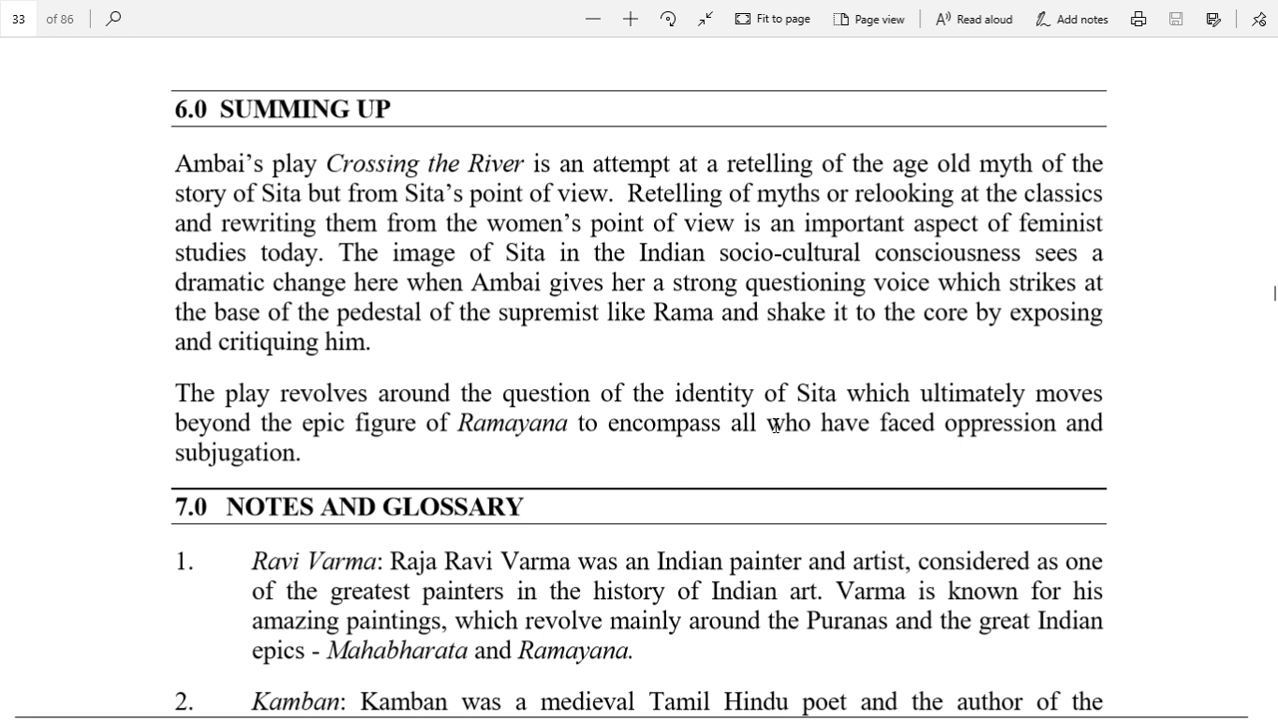 33 of 86 Fit to page Page view Read aloud Add notes
6.0 SUMMING UP
Ambai’s play Crossing the River is an attempt at a retelling of the age old myth of the
story of Sita but from Sita’s point of view. Retelling of myths or relooking at the classics
and rewriting them from the women’s point of view is an important aspect of feminist
studies today. The image of Sita in the Indian socio-cultural consciousness sees a
dramatic change here when Ambai gives her a strong questioning voice which strikes at
the base of the pedestal of the supremist like Rama and shake it to the core by exposing
and critiquing him.
The play revolves around the question of the identity of Sita which ultimately moves
beyond the epic figure of Ramayana to encompass all who have faced oppression and
subjugation.
7.0 NOTES AND GLOSSARY
1. Ravi Varma: Raja Ravi Varma was an Indian painter and artist, considered as one
of the greatest painters in the history of Indian art. Varma is known for his
amazing paintings, which revolve mainly around the Puranas and the great Indian
epics - Mahabharata and Ramayana.
2. Kamban: Kamban was a medieval Tamil Hindu poet and the author of the